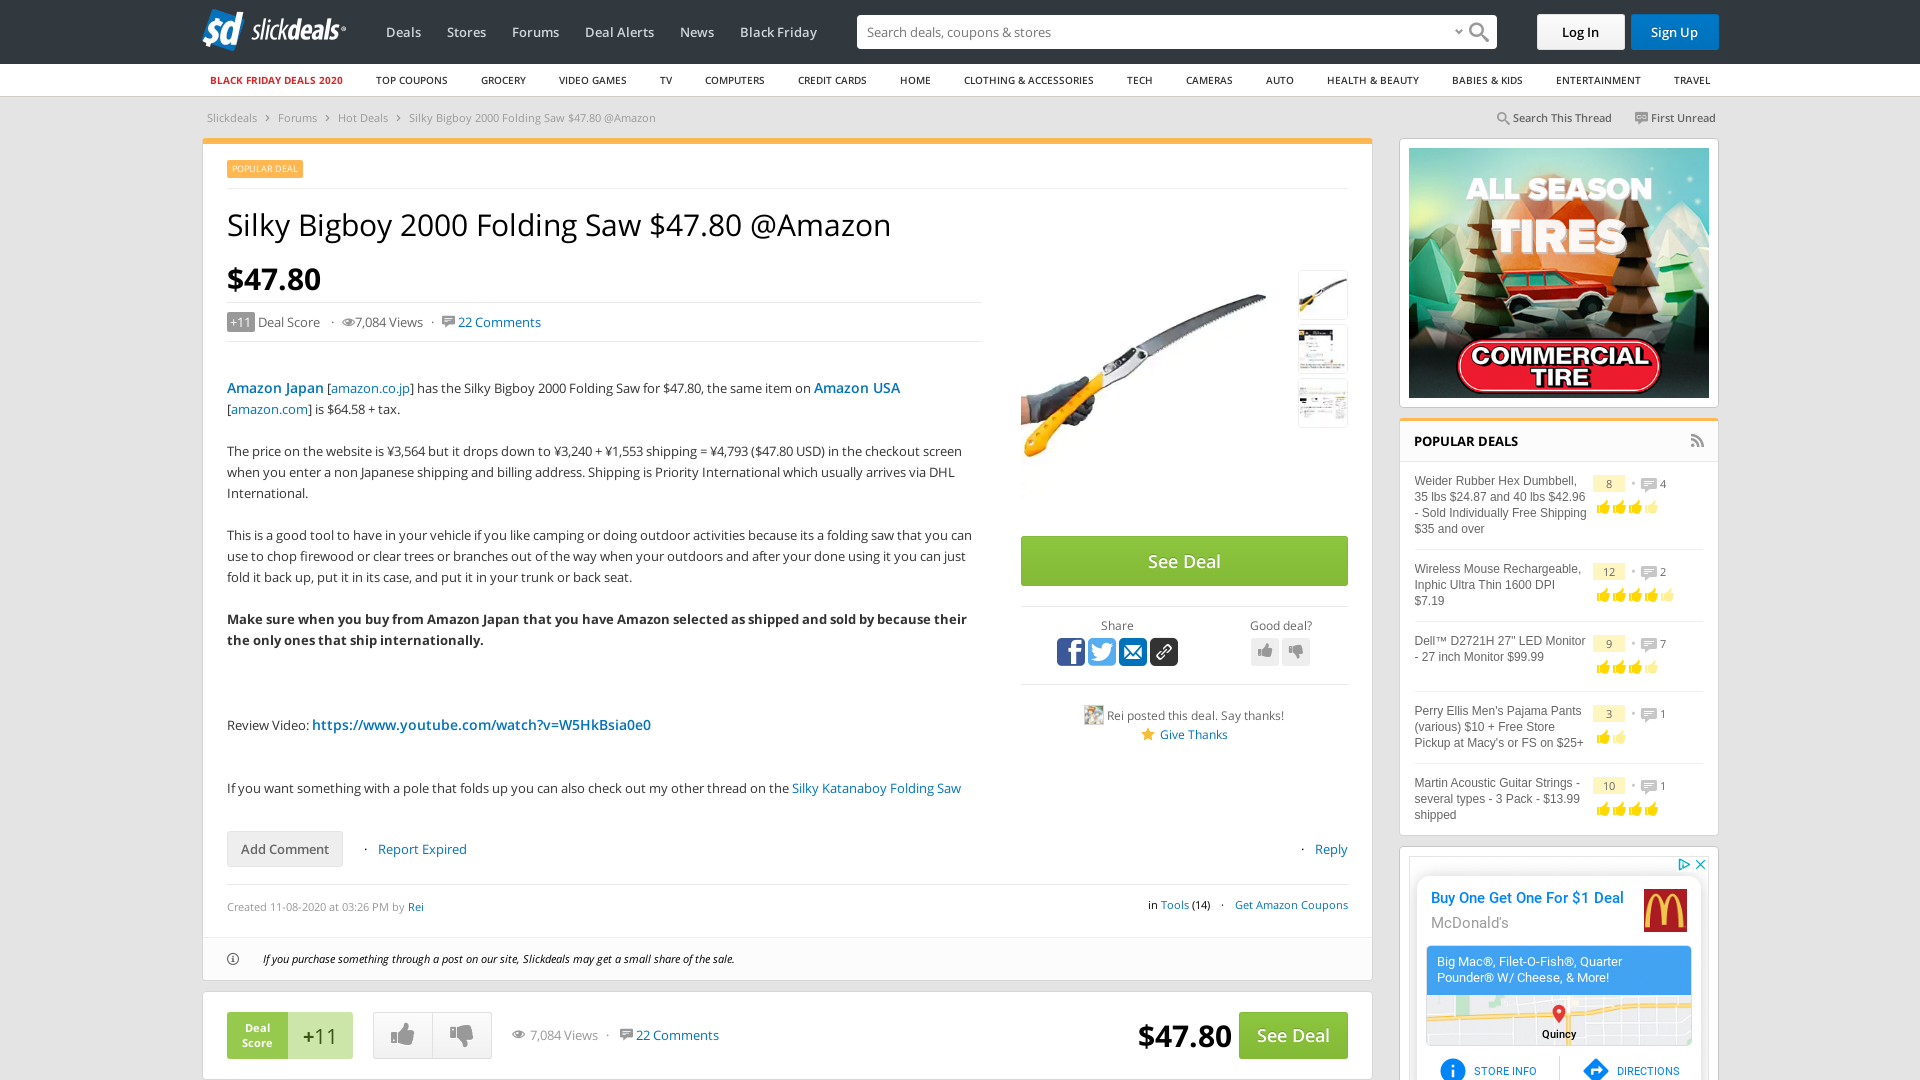 slickdeals
Deals Stores Forums Deal Alerts News Black Friday
Search deals, coupons & stores
Log In Sign Up
BLACK FRIDAY DEALS 2020 TOP COUPONS GROCERY VIDEO GAMES TV COMPUTERS CREDIT CARDS HOME CLOTHING & ACCESSORIES TECH CAMERAS AUTO HEALTH & BEAUTY BABIES & KIDS ENTERTAINMENT TRAVEL
Slickdeals › Forums › Hot Deals › Silky Bigboy 2000 Folding Saw $47.80 @Amazon
Search This Thread First Unread
POPULAR DEAL
Silky Bigboy 2000 Folding Saw $47.80 @Amazon
$47.80
+11 Deal Score · 7,084 Views · 22 Comments
Amazon Japan [amazon.co.jp] has the Silky Bigboy 2000 Folding Saw for $47.80, the same item on Amazon USA
[amazon.com] is $64.58 + tax.
The price on the website is ¥3,564 but it drops down to ¥3,240 + ¥1,553 shipping = ¥4,793 ($47.80 USD) in the checkout screen
when you enter a non Japanese shipping and billing address. Shipping is Priority International which usually arrives via DHL
International.
This is a good tool to have in your vehicle if you like camping or doing outdoor activities because its a folding saw that you can
use to chop firewood or clear trees or branches out of the way when your outdoors and after your done using it you can just
fold it back up, put it in its case, and put it in your trunk or back seat.
Make sure when you buy from Amazon Japan that you have Amazon selected as shipped and sold by because their
the only ones that ship internationally.
Review Video: https://www.youtube.com/watch?v=W5HkBsia0e0
If you want something with a pole that folds up you can also check out my other thread on the Silky Katanaboy Folding Saw
Add Comment · Report Expired
· Reply
Created 11-08-2020 at 03:26 PM by Rei
in Tools (14) · Get Amazon Coupons
If you purchase something through a post on our site, Slickdeals may get a small share of the sale.
Deal
Score
+11
7,084 Views · 22 Comments
$47.80 See Deal
See Deal
Share
Good deal?
Rei posted this deal. Say thanks!
Give Thanks
ALL SEASON
TIRES
COMMERCIAL
TIRE
POPULAR DEALS
Weider Rubber Hex Dumbbell,
35 lbs $24.87 and 40 lbs $42.96
- Sold Individually Free Shipping
$35 and over
8 • 4
Wireless Mouse Rechargeable,
Inphic Ultra Thin 1600 DPI
$7.19
12 • 2
Dell™ D2721H 27" LED Monitor
- 27 inch Monitor $99.99
9 • 7
Perry Ellis Men's Pajama Pants
(various) $10 + Free Store
Pickup at Macy's or FS on $25+
3 • 1
Martin Acoustic Guitar Strings -
several types - 3 Pack - $13.99
shipped
10 • 1
Buy One Get One For $1 Deal
McDonald's
Big Mac®, Filet-O-Fish®, Quarter
Pounder® W/ Cheese, & More!
Quincy
STORE INFO DIRECTIONS